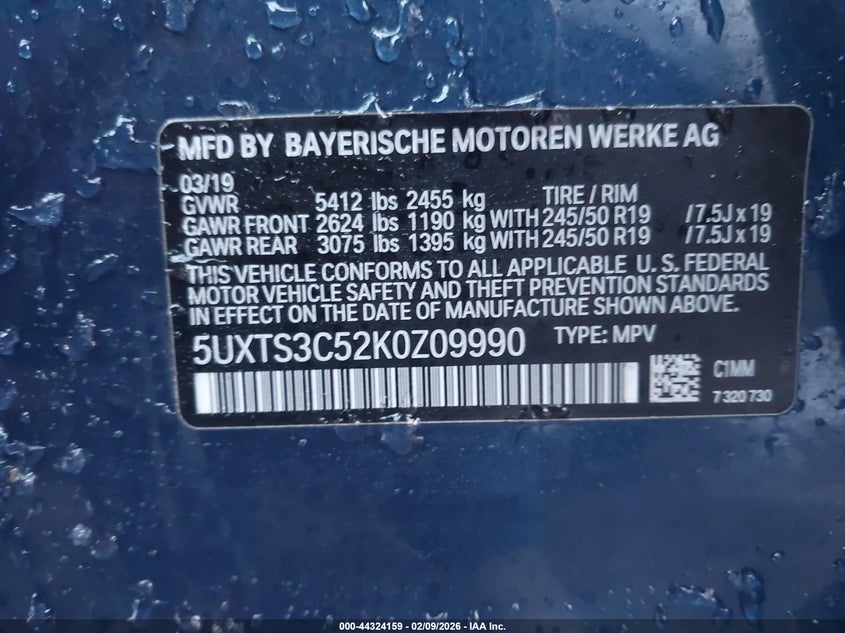 MFD BY BAYERISCHE MOTOREN WERKE AG
03/19
GVWR 5412 lbs 2455 kg TIRE / RIM
GAWR FRONT 2624 lbs 1190 kg WITH 245/50 R19 /7.5J x 19
GAWR REAR 3075 lbs 1395 kg WITH 245/50 R19 /7.5J x 19
THIS VEHICLE CONFORMS TO ALL APPLICABLE U. S. FEDERAL
MOTOR VEHICLE SAFETY AND THEFT PREVENTION STANDARDS
IN EFFECT ON THE DATE OF MANUFACTURE SHOWN ABOVE.
5UXTS3C52K0Z09990 TYPE: MPV
C1MM
7 320 730
000-44324159 - 02/09/2026 - IAA Inc.